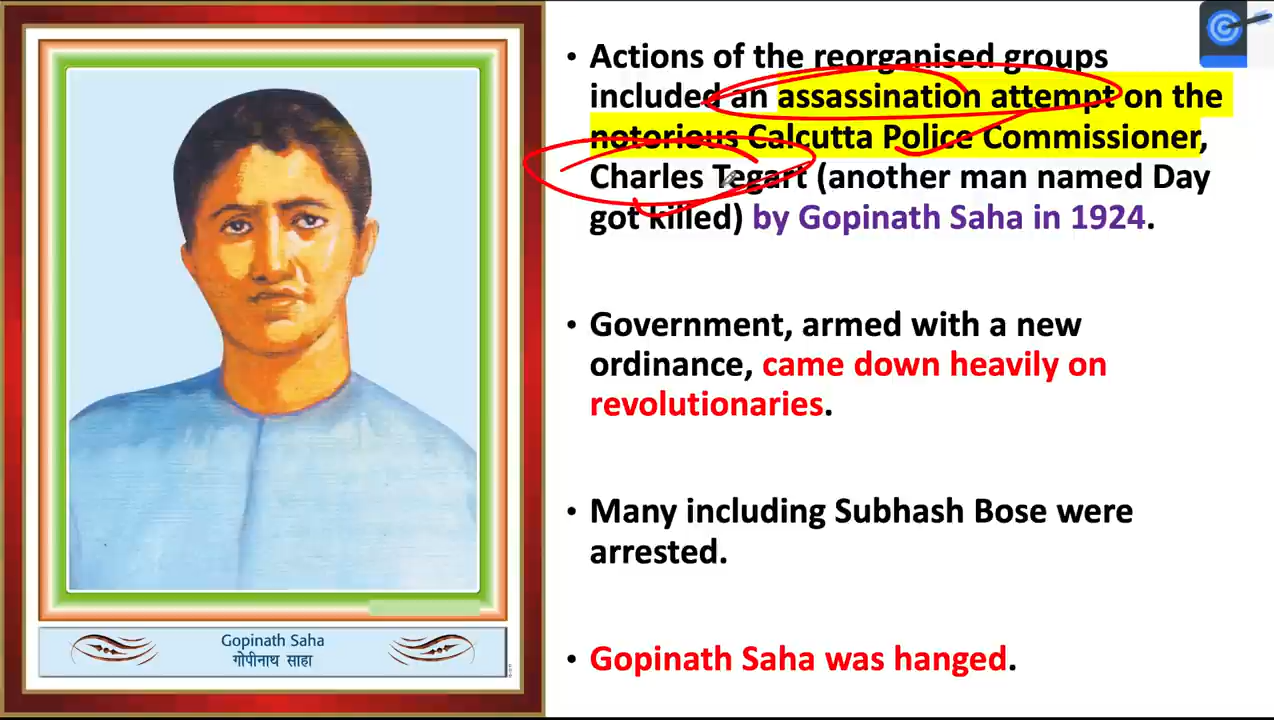 • Actions of the reorganised groups
included an assassination attempt on the
notorious Calcutta Police Commissioner,
Charles Tegart (another man named Day
got killed) by Gopinath Saha in 1924.
• Government, armed with a new
ordinance, came down heavily on
revolutionaries.
• Many including Subhash Bose were
arrested.
• Gopinath Saha was hanged.
Gopinath Saha
गोपीनाथ साहा